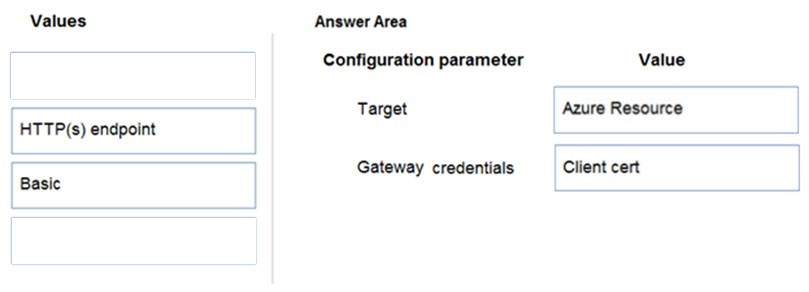 Values
Answer Area
Configuration parameter
Value
Target
Azure Resource
HTTP(s) endpoint
Gateway credentials
Client cert
Basic